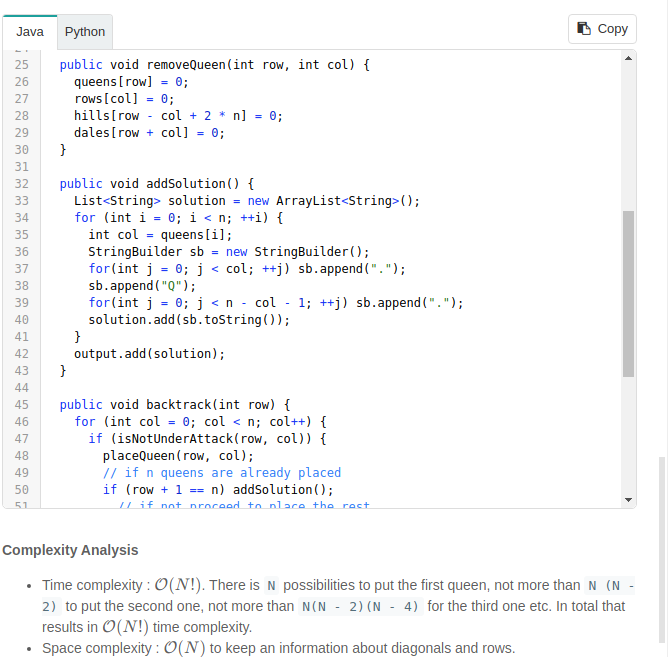 Java Python Copy
25 public void removeQueen(int row, int col) {
26 queens[row] = 0;
27 rows[col] = 0;
28 hills[row - col + 2 * n] = 0;
29 dales[row + col] = 0;
30 }
31
32 public void addSolution() {
33 List<String> solution = new ArrayList<String>();
34 for (int i = 0; i < n; ++i) {
35 int col = queens[i];
36 StringBuilder sb = new StringBuilder();
37 for(int j = 0; j < col; ++j) sb.append(".");
38 sb.append("Q");
39 for(int j = 0; j < n - col - 1; ++j) sb.append(".");
40 solution.add(sb.toString());
41 }
42 output.add(solution);
43 }
44
45 public void backtrack(int row) {
46 for (int col = 0; col < n; col++) {
47 if (isNotUnderAttack(row, col)) {
48 placeQueen(row, col);
49 // if n queens are already placed
50 if (row + 1 == n) addSolution();
51 // if not proceed to place the rest
Complexity Analysis
• Time complexity : O(N!). There is N possibilities to put the first queen, not more than N (N -
2) to put the second one, not more than N(N - 2)(N - 4) for the third one etc. In total that
results in O(N!) time complexity.
• Space complexity : O(N) to keep an information about diagonals and rows.